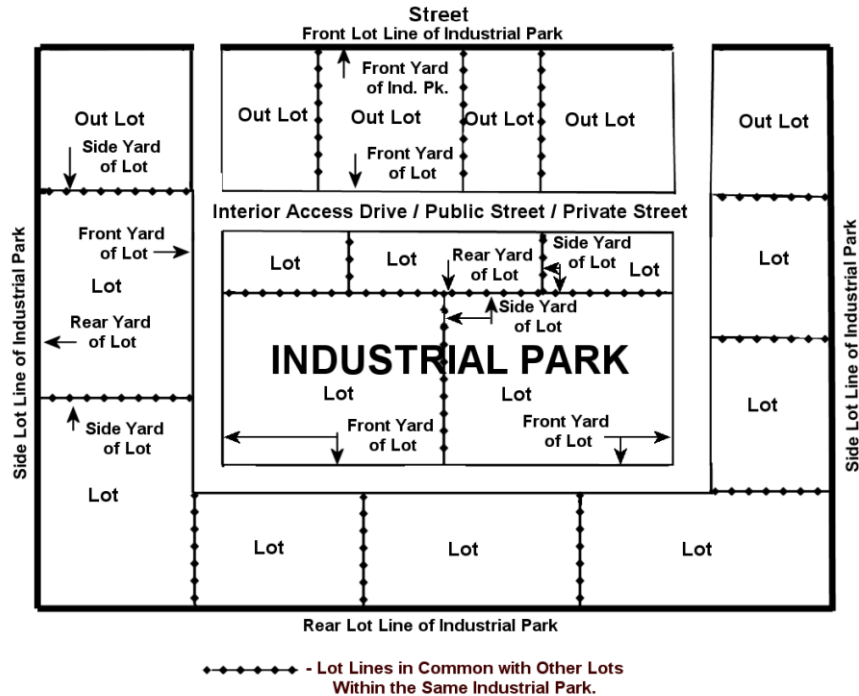 Street
Front Lot Line of Industrial Park
Front Yard
of Ind. Pk.
Out Lot
Out Lot
Out Lot
Out Lot
Out Lot
Out Lot
Side Yard
of Lot
Front Yard
of Lot
Interior Access Drive / Public Street / Private Street
Front Yard
of Lot
Lot
Rear Yard
of Lot
Side Yard
of Lot
Lot
Side Lot Line of Industrial Park
Lot
Lot
Rear Yard
of Lot
Side Yard
of Lot
Lot
Lot
Side Yard
of Lot
INDUSTRIAL PARK
Lot
Lot
Front Yard
of Lot
Front Yard
of Lot
Lot
Side Lot Line of Industrial Park
Lot
Lot
Lot
Rear Lot Line of Industrial Park
- Lot Lines in Common with Other Lots
Within the Same Industrial Park.